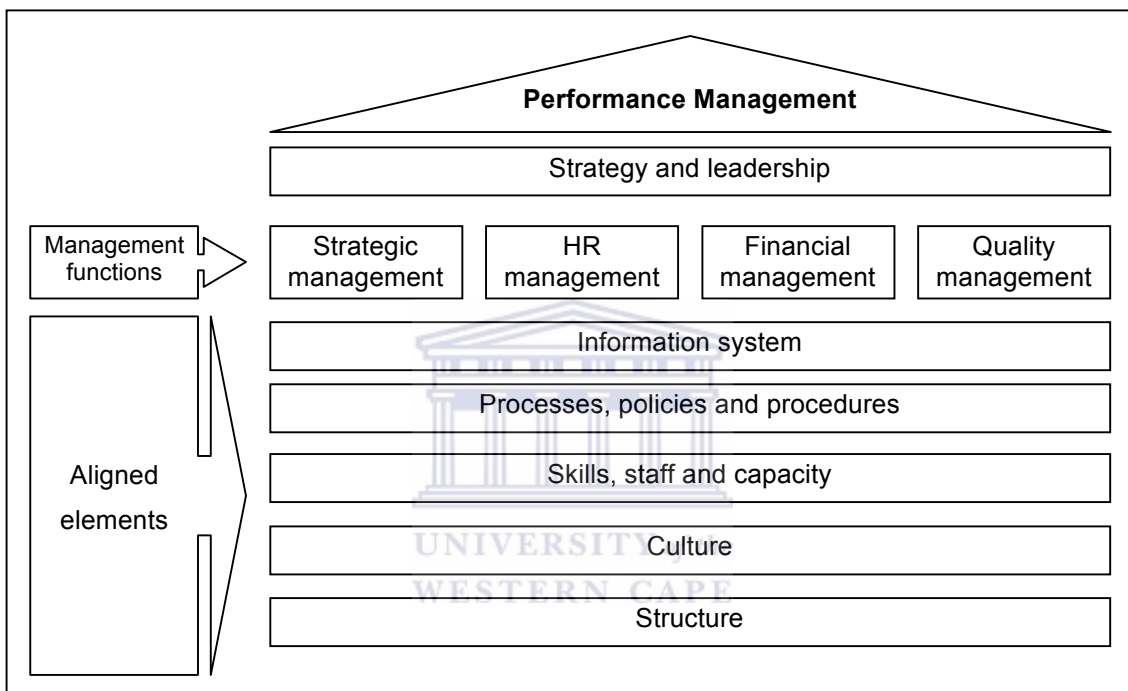 Performance Management
Strategy and leadership
Management
functions
Strategic
management
HR
management
Financial
management
Quality
management
Information system
Processes, policies and procedures
Skills, staff and capacity
Aligned
elements
Culture
Structure
UNIVERSITY of the
WESTERN CAPE